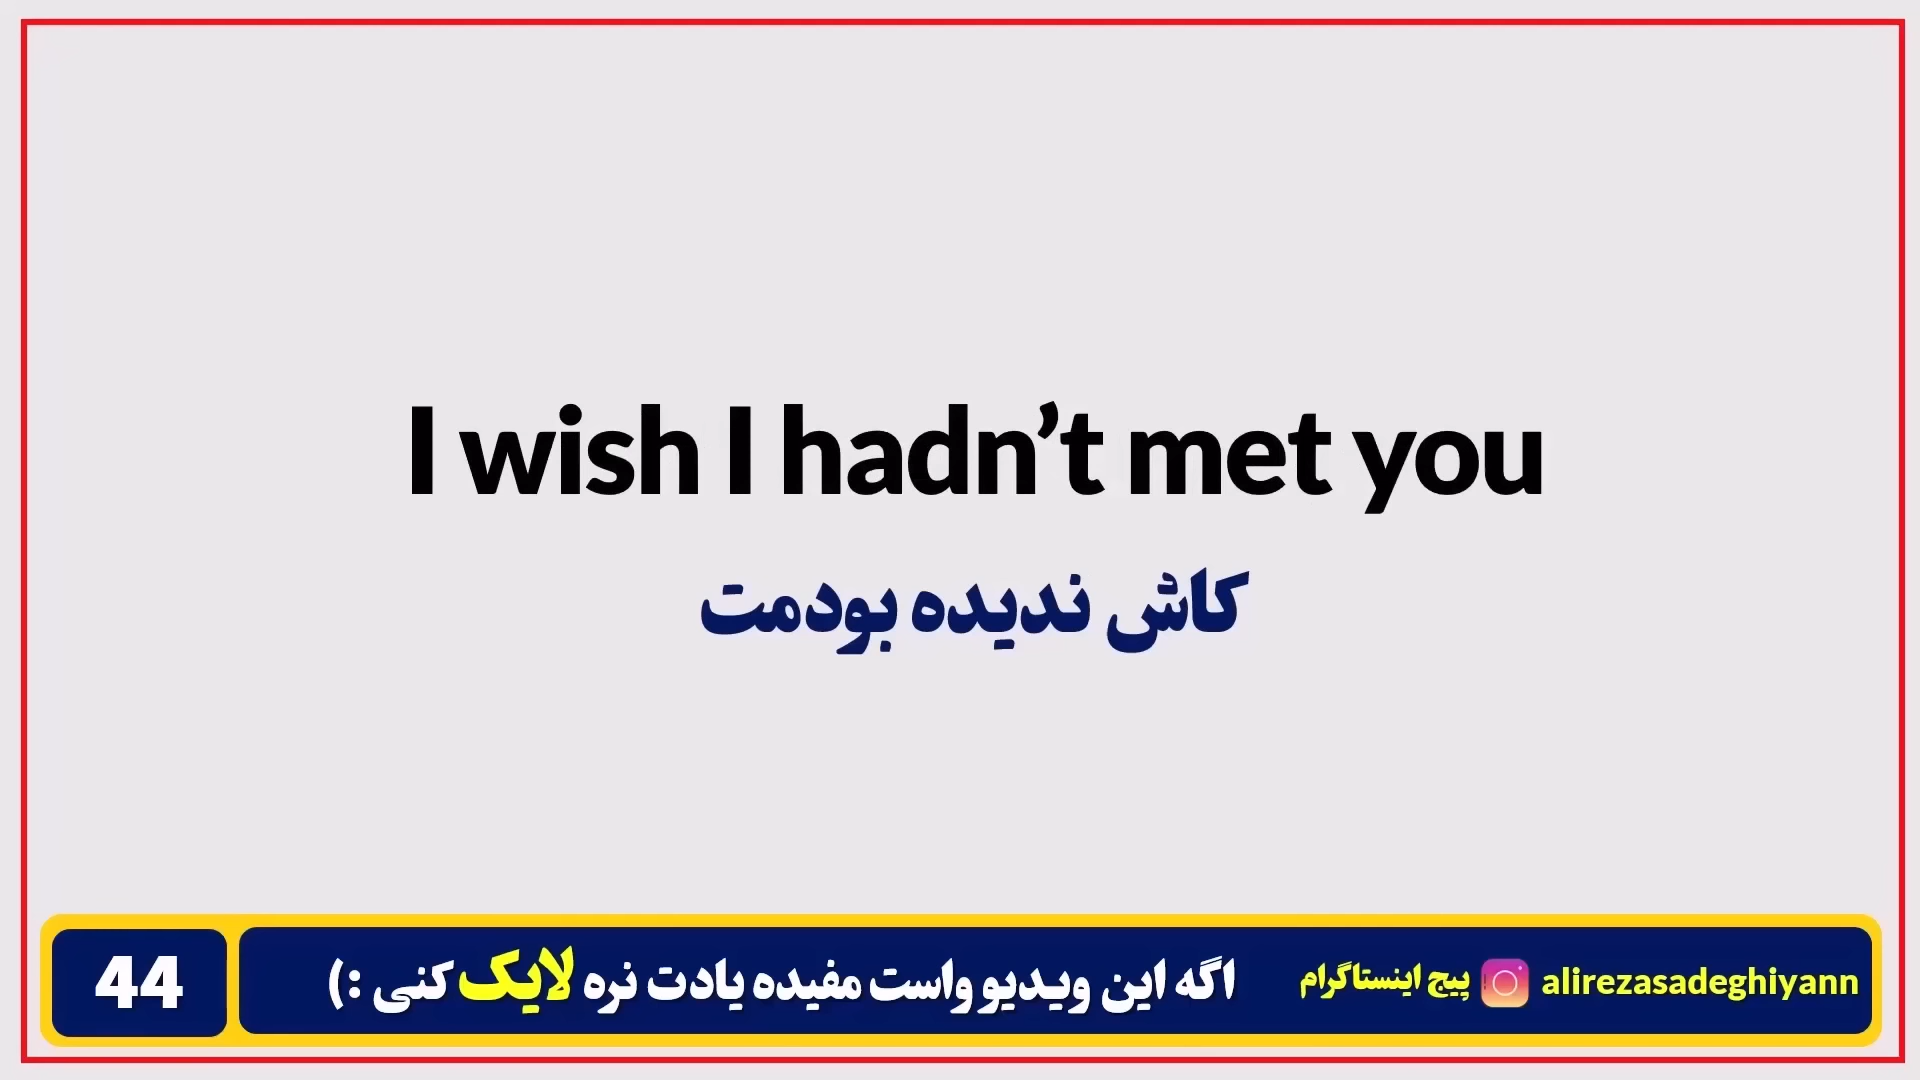 I wish I hadn’t met you
کاش ندیده بودمت
44
اگه این ویدیو واست مفیده یادت نره لایک کنی :)
پیج اینستاگرام alirezasadeghiyann